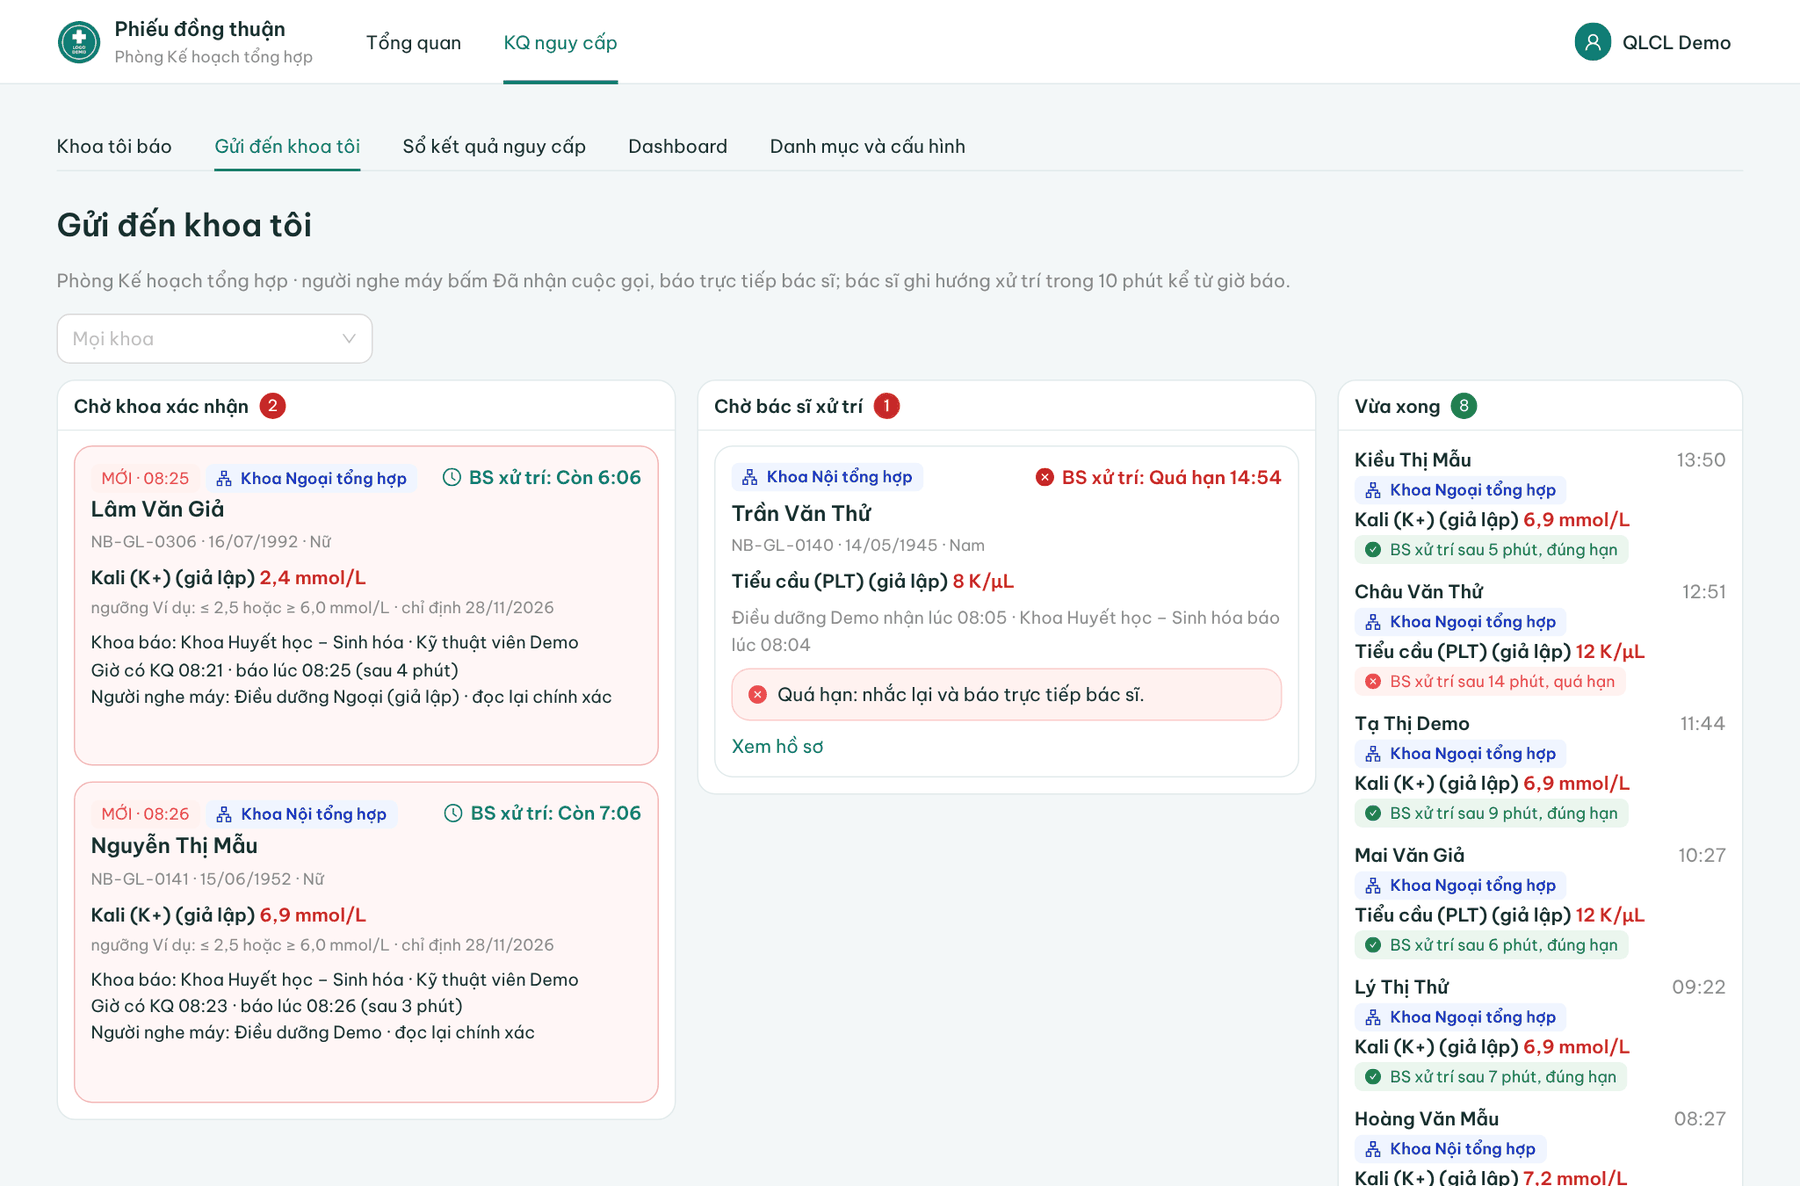 Phiếu đồng thuận
Phòng Kế hoạch tổng hợp
LOGO
DEMO
Tổng quan
KQ nguy cấp
QLCL Demo
Khoa tôi báo
Gửi đến khoa tôi
Sổ kết quả nguy cấp
Dashboard
Danh mục và cấu hình
Gửi đến khoa tôi
Phòng Kế hoạch tổng hợp · người nghe máy bấm Đã nhận cuộc gọi, báo trực tiếp bác sĩ; bác sĩ ghi hướng xử trí trong 10 phút kể từ giờ báo.
Mọi khoa
Chờ khoa xác nhận 2
MỚI · 08:25 Khoa Ngoại tổng hợp BS xử trí: Còn 6:06
Lâm Văn Giả
NB-GL-0306 · 16/07/1992 · Nữ
Kali (K+) (giả lập) 2,4 mmol/L
ngưỡng Ví dụ: ≤ 2,5 hoặc ≥ 6,0 mmol/L · chỉ định 28/11/2026
Khoa báo: Khoa Huyết học – Sinh hóa · Kỹ thuật viên Demo
Giờ có KQ 08:21 · báo lúc 08:25 (sau 4 phút)
Người nghe máy: Điều dưỡng Ngoại (giả lập) · đọc lại chính xác
MỚI · 08:26 Khoa Nội tổng hợp BS xử trí: Còn 7:06
Nguyễn Thị Mẫu
NB-GL-0141 · 15/06/1952 · Nữ
Kali (K+) (giả lập) 6,9 mmol/L
ngưỡng Ví dụ: ≤ 2,5 hoặc ≥ 6,0 mmol/L · chỉ định 28/11/2026
Khoa báo: Khoa Huyết học – Sinh hóa · Kỹ thuật viên Demo
Giờ có KQ 08:23 · báo lúc 08:26 (sau 3 phút)
Người nghe máy: Điều dưỡng Demo · đọc lại chính xác
Chờ bác sĩ xử trí 1
Khoa Nội tổng hợp BS xử trí: Quá hạn 14:54
Trần Văn Thử
NB-GL-0140 · 14/05/1945 · Nam
Tiểu cầu (PLT) (giả lập) 8 K/µL
Điều dưỡng Demo nhận lúc 08:05 · Khoa Huyết học – Sinh hóa báo
lúc 08:04
Quá hạn: nhắc lại và báo trực tiếp bác sĩ.
Xem hồ sơ
Vừa xong 8
Kiều Thị Mẫu 13:50
Khoa Ngoại tổng hợp
Kali (K+) (giả lập) 6,9 mmol/L
BS xử trí sau 5 phút, đúng hạn
Châu Văn Thử 12:51
Khoa Ngoại tổng hợp
Tiểu cầu (PLT) (giả lập) 12 K/µL
BS xử trí sau 14 phút, quá hạn
Tạ Thị Demo 11:44
Khoa Ngoại tổng hợp
Kali (K+) (giả lập) 6,9 mmol/L
BS xử trí sau 9 phút, đúng hạn
Mai Văn Giả 10:27
Khoa Ngoại tổng hợp
Tiểu cầu (PLT) (giả lập) 12 K/µL
BS xử trí sau 6 phút, đúng hạn
Lý Thị Thử 09:22
Khoa Ngoại tổng hợp
Kali (K+) (giả lập) 6,9 mmol/L
BS xử trí sau 7 phút, đúng hạn
Hoàng Văn Mẫu 08:27
Khoa Nội tổng hợp
Kali (K+) (giả lập) 7,2 mmol/L